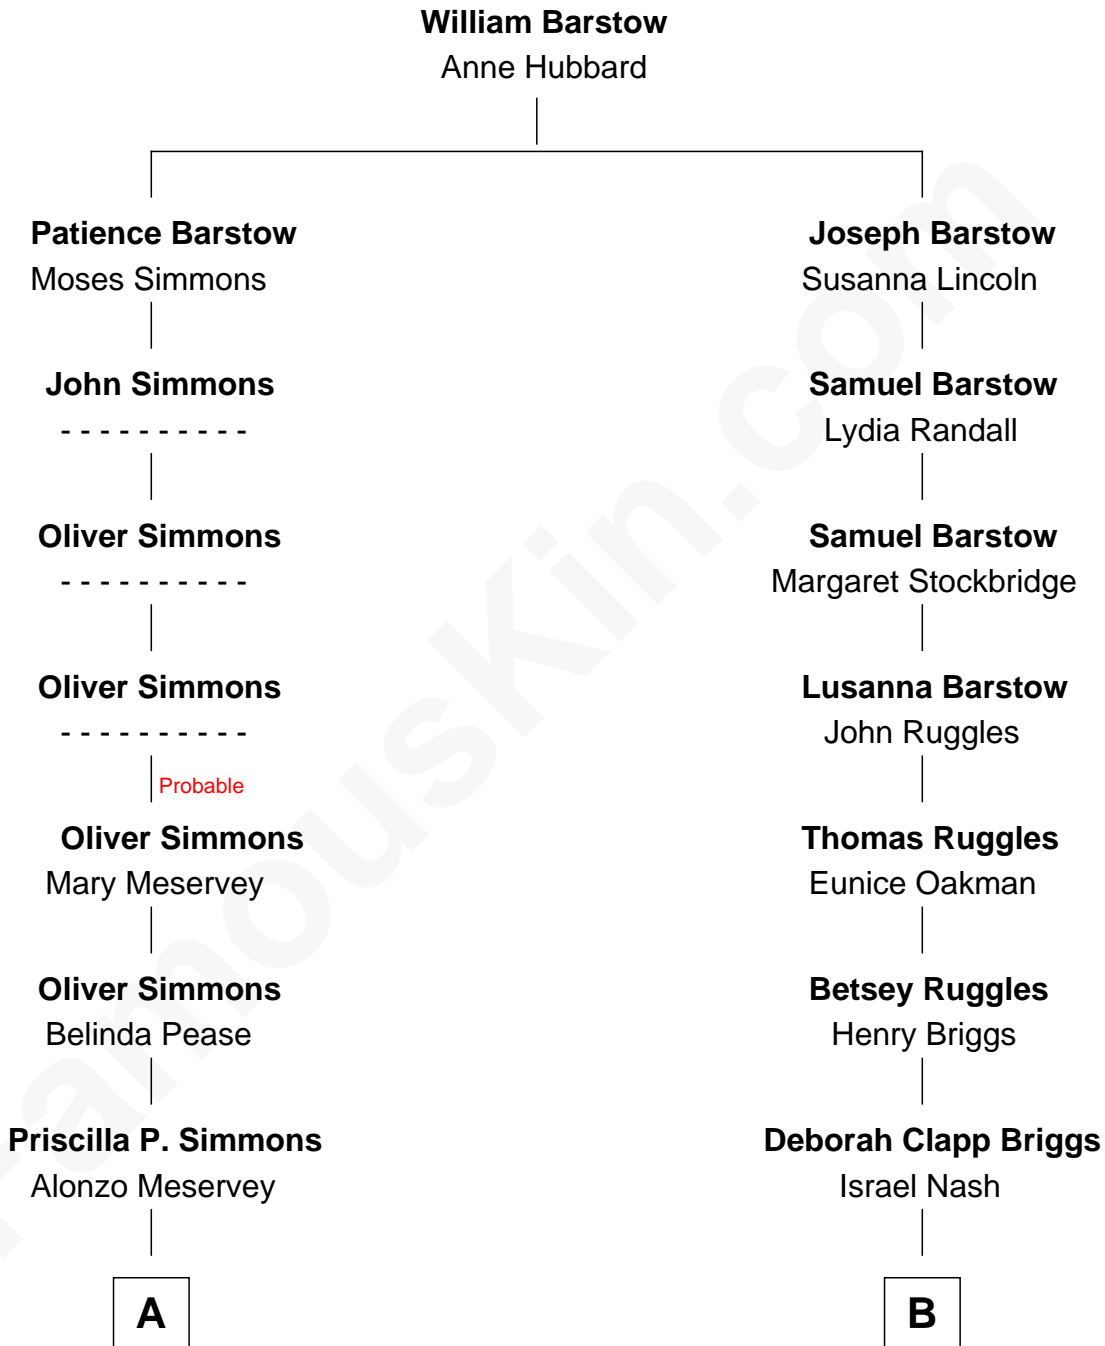 William Barstow
Anne Hubbard
Patience Barstow
Moses Simmons
Joseph Barstow
Susanna Lincoln
John Simmons
- - - - - - - - - -
Samuel Barstow
Lydia Randall
Oliver Simmons
- - - - - - - - - -
Samuel Barstow
Margaret Stockbridge
Oliver Simmons
- - - - - - - - - -
Lusanna Barstow
John Ruggles
Probable
Oliver Simmons
Mary Meservey
Thomas Ruggles
Eunice Oakman
Oliver Simmons
Belinda Pease
Betsey Ruggles
Henry Briggs
Priscilla P. Simmons
Alonzo Meservey
Deborah Clapp Briggs
Israel Nash
A
B
FamousKin.com